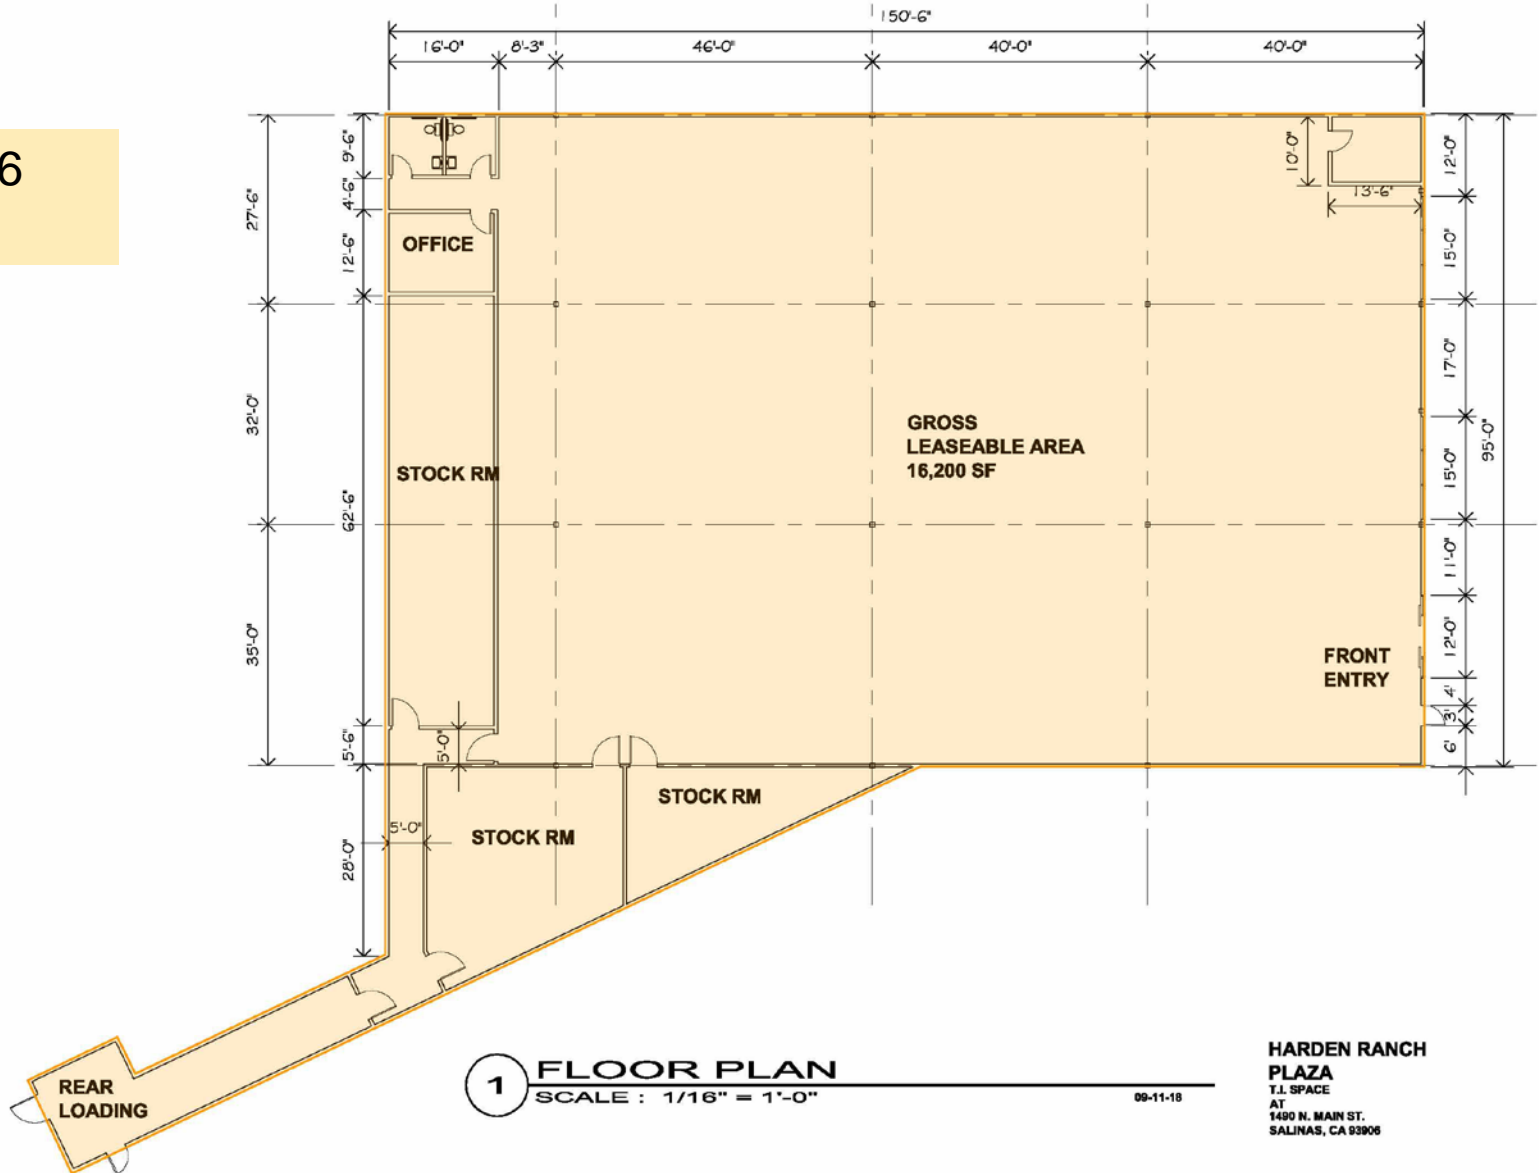 150'-6"
16'-0" 8'-3" 46'-0" 40'-0" 40'-0"
6
9'-6"
4'-6"
12'-6"
62'-6"
5'-6"
28'-0"
27'-6"
32'-0"
35'-0"
OFFICE
STOCK RM
5'-0"
5'-0"
STOCK RM
STOCK RM
GROSS
LEASEABLE AREA
16,200 SF
10'-0"
13'-6"
FRONT
ENTRY
12'-0"
15'-0"
17'-0"
15'-0"
11'-0"
12'-0"
4'
3'
6'
95'-0"
REAR
LOADING
1 FLOOR PLAN
SCALE : 1/16" = 1'-0"
09-11-18
HARDEN RANCH
PLAZA
T.I. SPACE
AT
1490 N. MAIN ST.
SALINAS, CA 93906